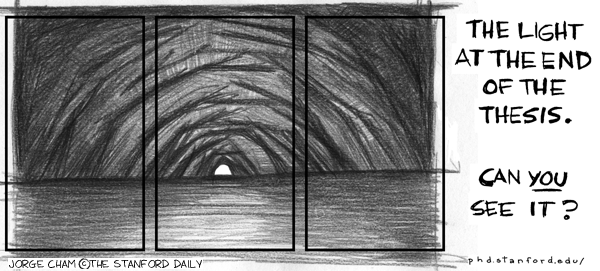 THE LIGHT
AT THE END
OF THE
THESIS.
CAN YOU
SEE IT?
JORGE CHAM ©THE STANFORD DAILY
phd.stanford.edu/